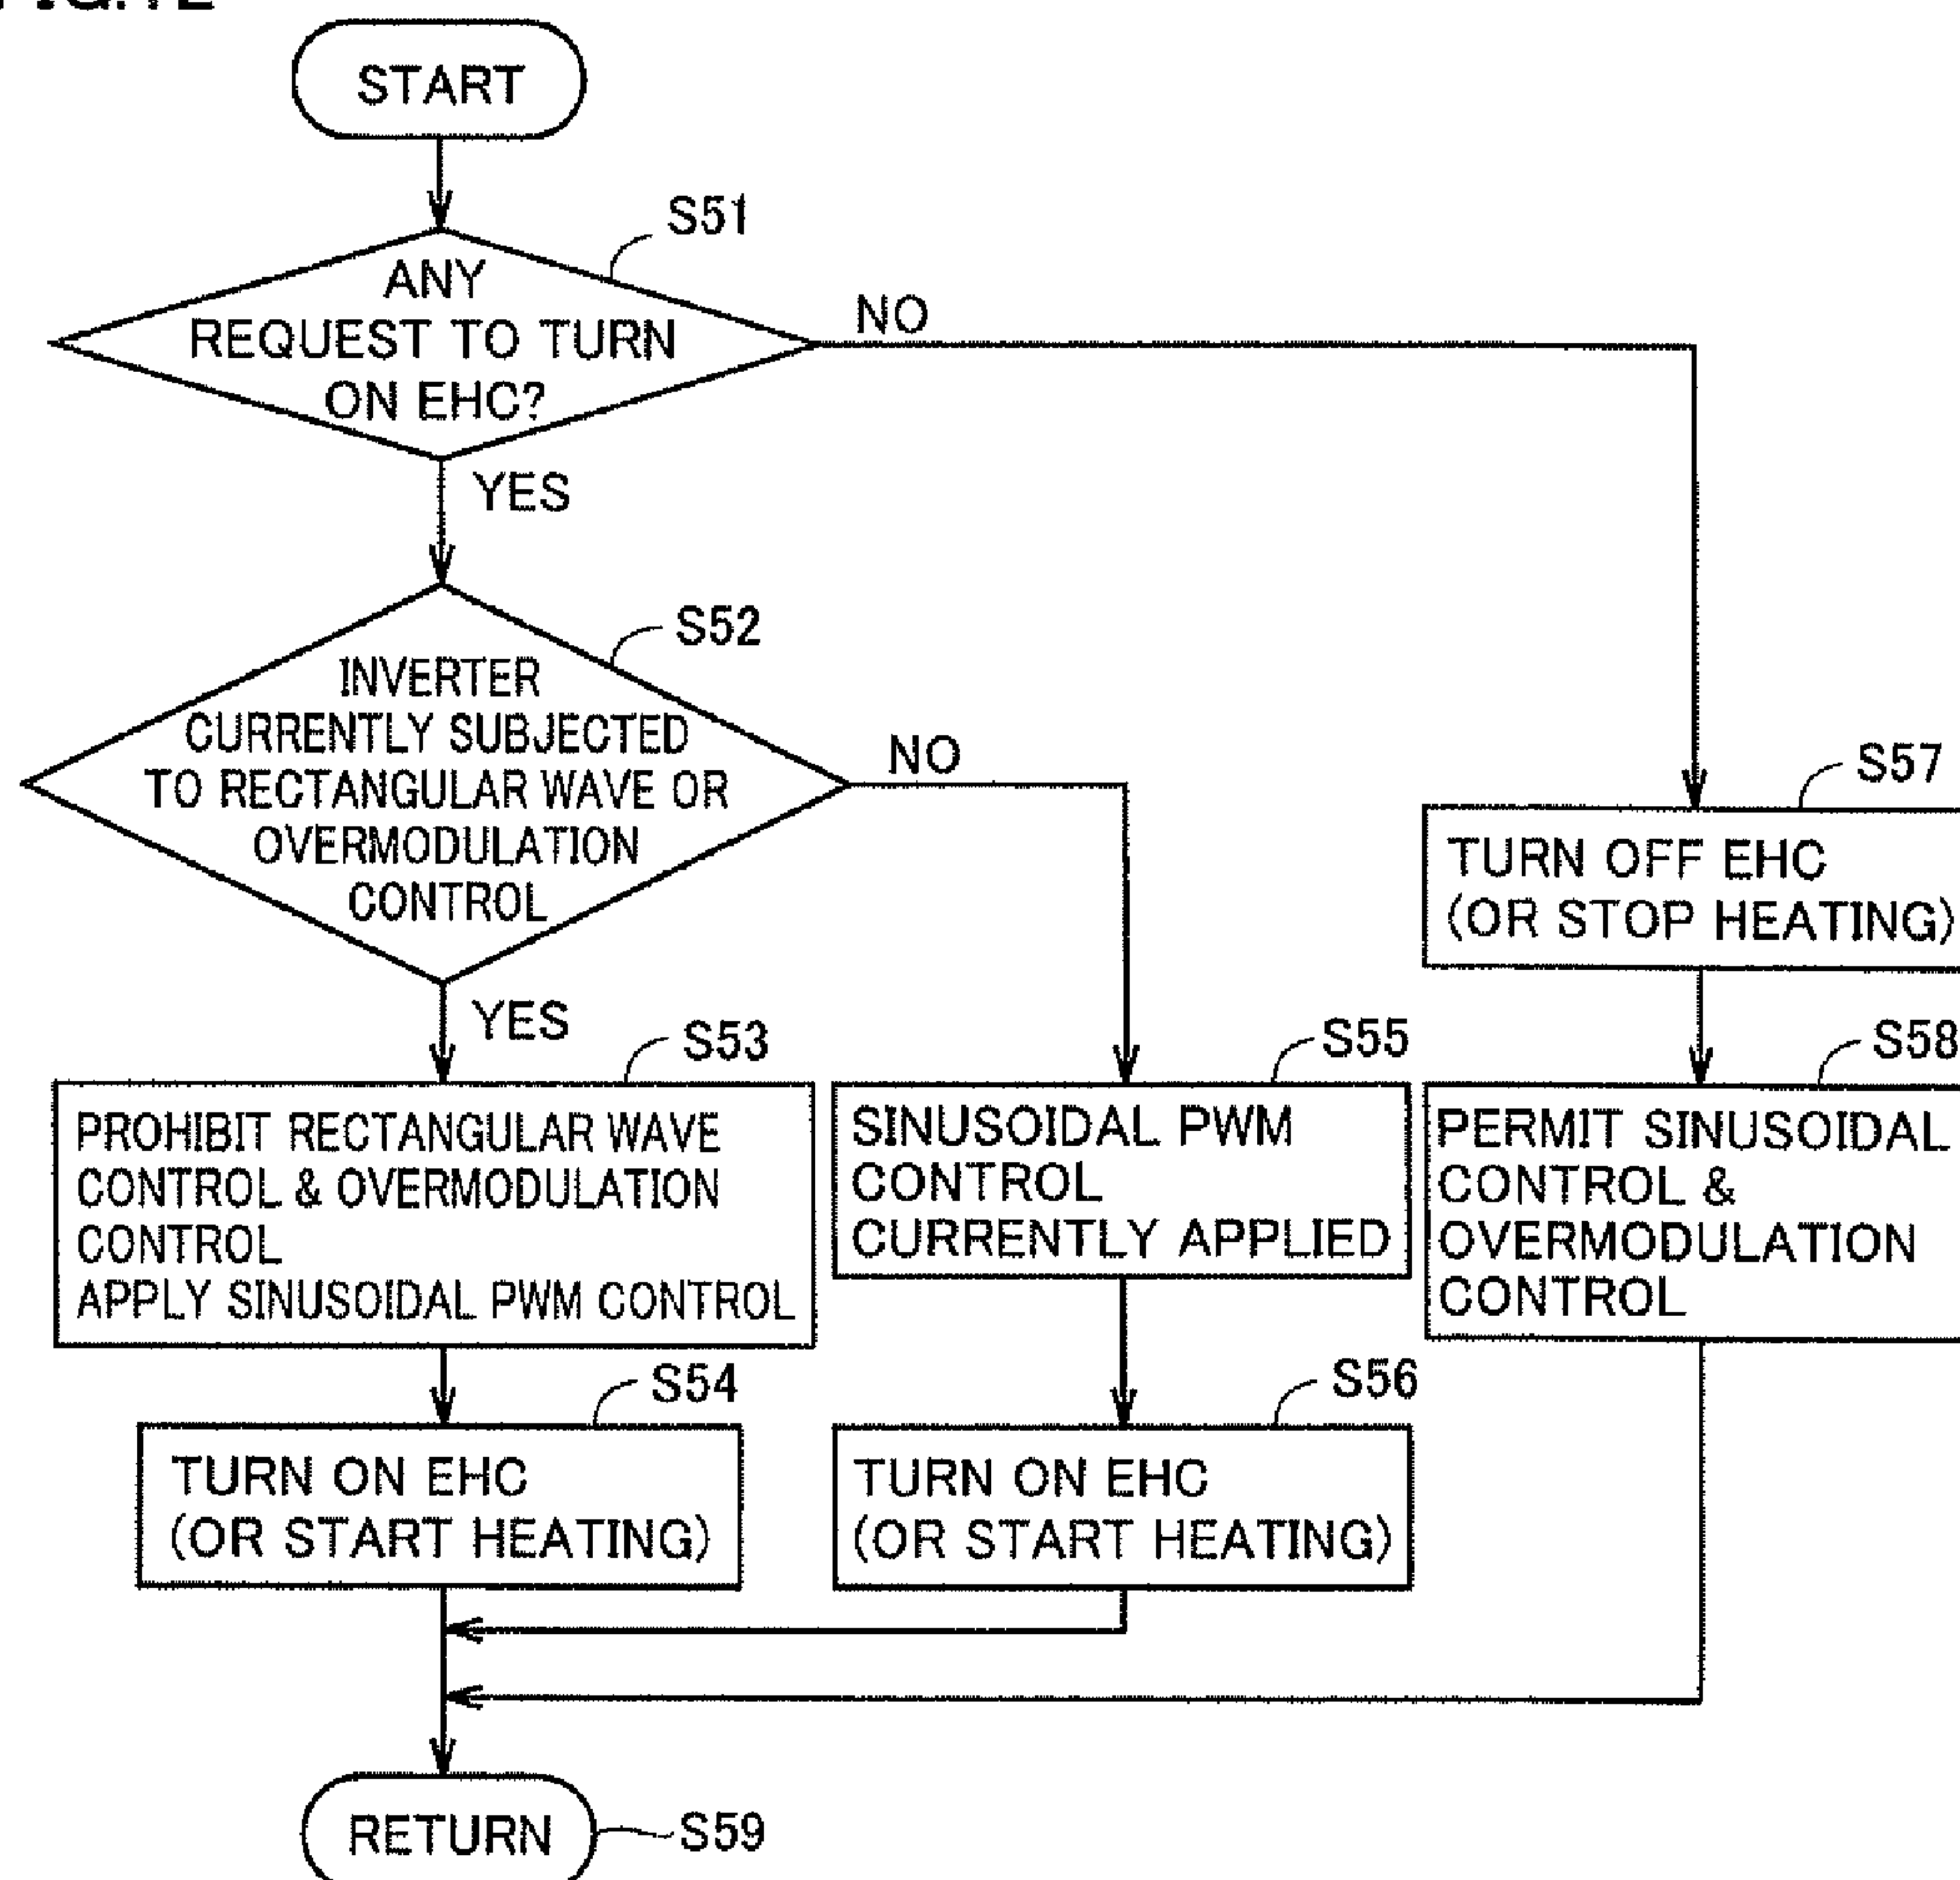 START
S51
ANY
REQUEST TO TURN
ON EHC?
NO
YES
S52
INVERTER
CURRENTLY SUBJECTED
TO RECTANGULAR WAVE OR
OVERMODULATION
CONTROL
NO
YES
S57
TURN OFF EHC
(OR STOP HEATING)
S53
PROHIBIT RECTANGULAR WAVE
CONTROL & OVERMODULATION
CONTROL
APPLY SINUSOIDAL PWM CONTROL
S55
SINUSOIDAL PWM
CONTROL
CURRENTLY APPLIED
S58
PERMIT SINUSOIDAL
CONTROL &
OVERMODULATION
CONTROL
S54
TURN ON EHC
(OR START HEATING)
S56
TURN ON EHC
(OR START HEATING)
RETURN
S59